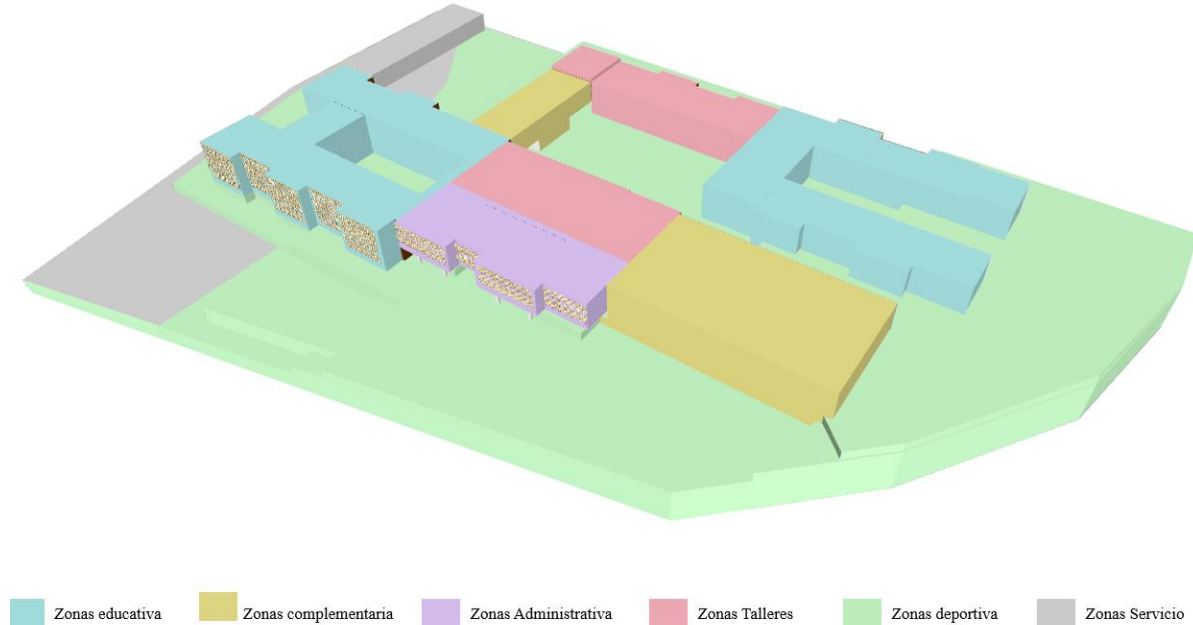 Zonas educativa
Zonas complementaria
Zonas Administrativa
Zonas Talleres
Zonas deportiva
Zonas Servicio